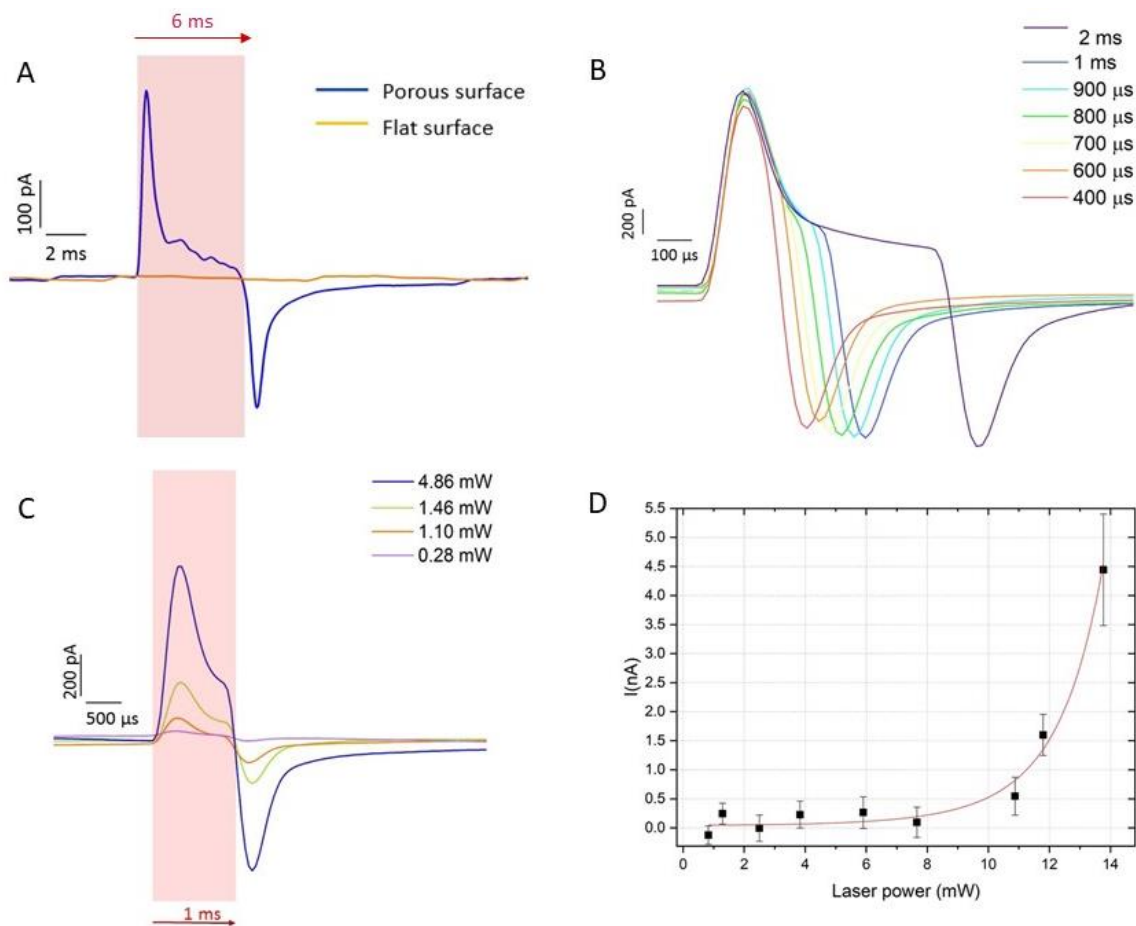 6 ms
A
Porous surface
Flat surface
100 pA
2 ms
B
2 ms
1 ms
900 µs
800 µs
700 µs
600 µs
400 µs
200 pA
100 µs
C
4.86 mW
1.46 mW
1.10 mW
0.28 mW
200 pA
500 µs
1 ms
D
5.5
5.0
4.5
4.0
3.5
3.0
2.5
2.0
1.5
1.0
0.5
0.0
I(nA)
0 2 4 6 8 10 12 14
Laser power (mW)